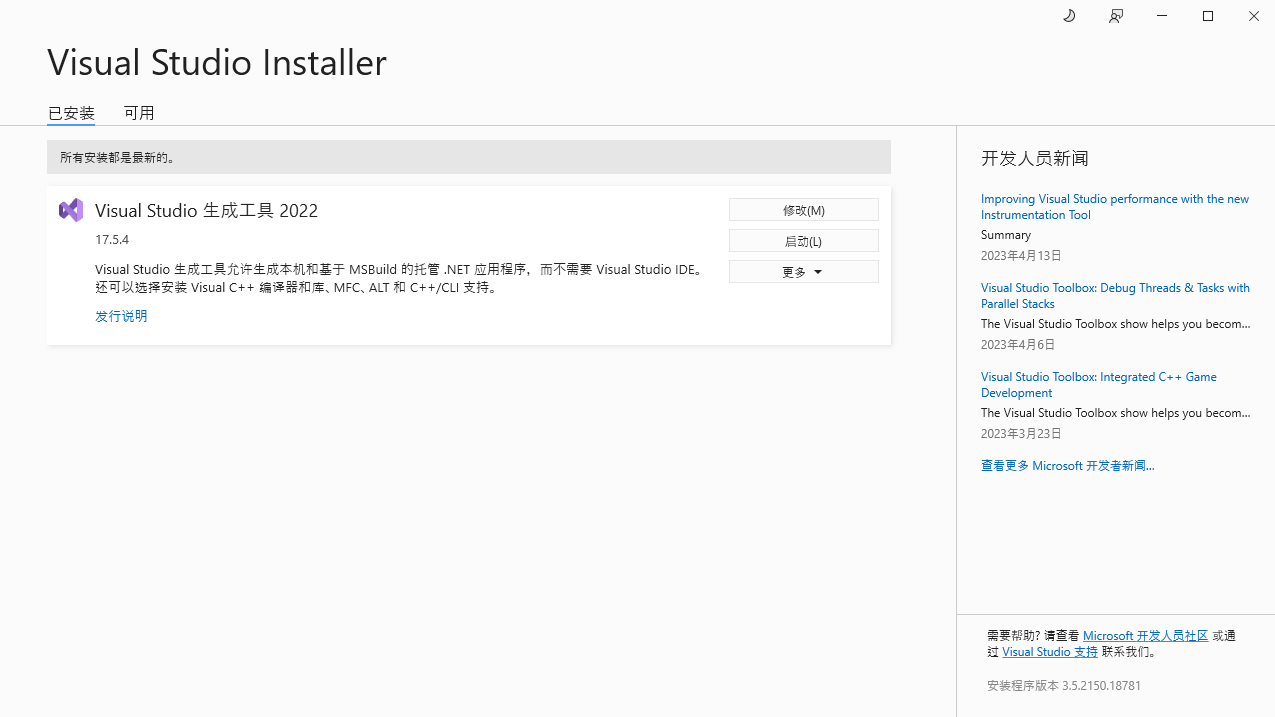 Visual Studio Installer
已安装
可用
所有安装都是最新的。
Visual Studio 生成工具 2022
17.5.4
Visual Studio 生成工具允许生成本机和基于 MSBuild 的托管 .NET 应用程序，而不需要 Visual Studio IDE。
还可以选择安装 Visual C++ 编译器和库、MFC、ALT 和 C++/CLI 支持。
发行说明
修改(M)
启动(L)
更多
开发人员新闻
Improving Visual Studio performance with the new
Instrumentation Tool
Summary
2023年4月13日
Visual Studio Toolbox: Debug Threads & Tasks with
Parallel Stacks
The Visual Studio Toolbox show helps you becom...
2023年4月6日
Visual Studio Toolbox: Integrated C++ Game
Development
The Visual Studio Toolbox show helps you becom...
2023年3月23日
查看更多 Microsoft 开发者新闻...
需要帮助? 请查看 Microsoft 开发人员社区 或通
过 Visual Studio 支持 联系我们。
安装程序版本 3.5.2150.18781